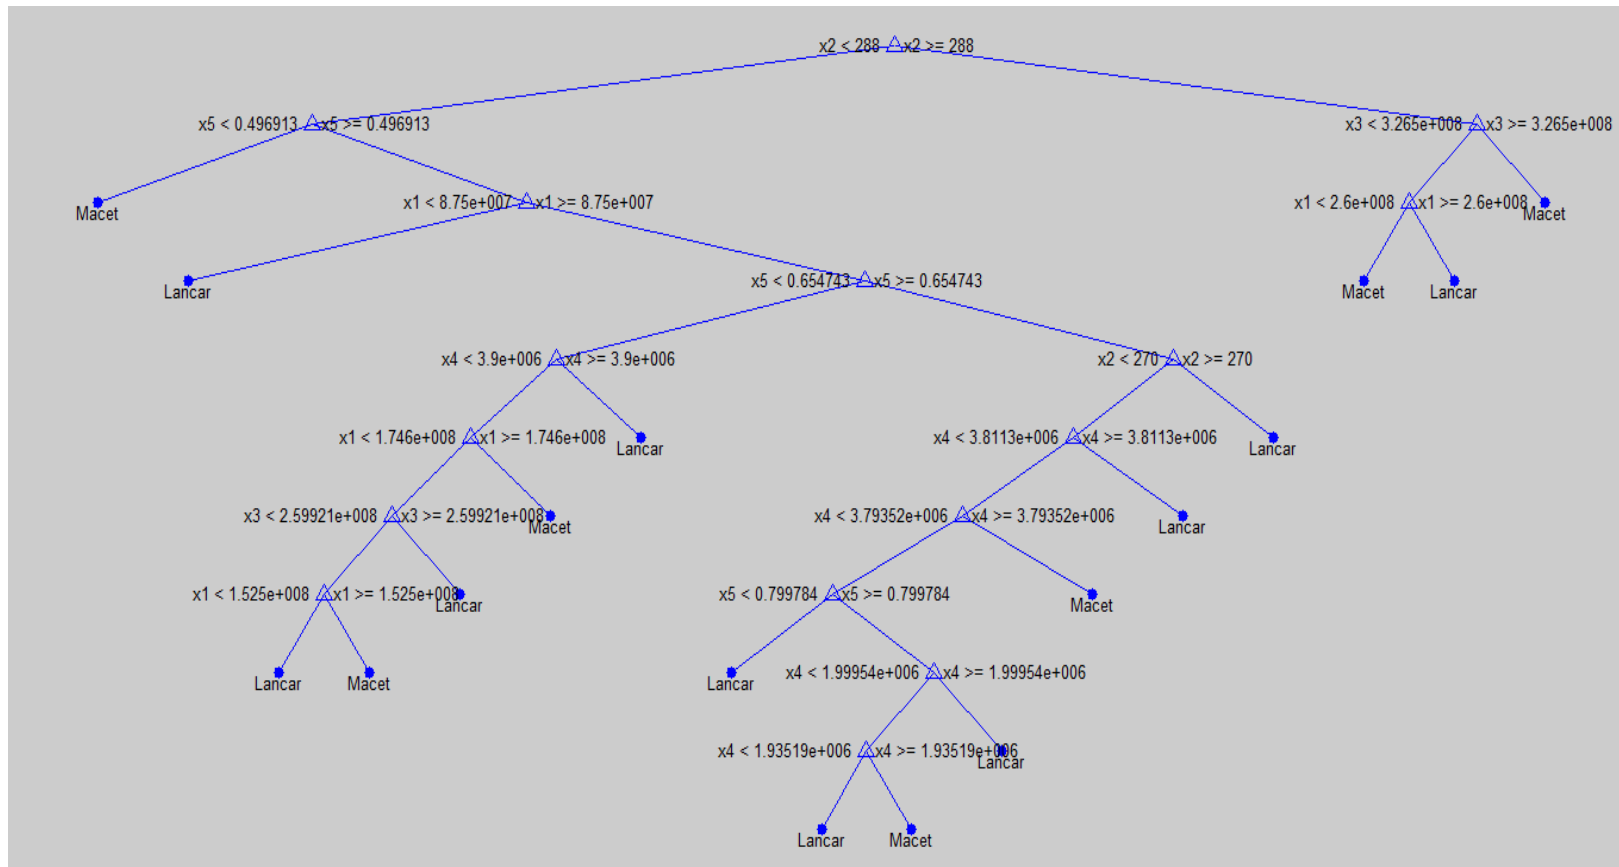 x2 < 288 x2 >= 288
x5 < 0.496913 x5 >= 0.496913
x3 < 3.265e+008 x3 >= 3.265e+008
Macet
x1 < 8.75e+007 x1 >= 8.75e+007
x1 < 2.6e+008 x1 >= 2.6e+008
Macet
Lancar
x5 < 0.654743 x5 >= 0.654743
Macet
Lancar
x4 < 3.9e+006 x4 >= 3.9e+006
x2 < 270 x2 >= 270
x1 < 1.746e+008 x1 >= 1.746e+008
Lancar
x4 < 3.8113e+006 x4 >= 3.8113e+006
Lancar
x3 < 2.59921e+008 x3 >= 2.59921e+008
Macet
x4 < 3.79352e+006 x4 >= 3.79352e+006
Lancar
x1 < 1.525e+008 x1 >= 1.525e+008
Lancar
x5 < 0.799784 x5 >= 0.799784
Macet
Lancar
Macet
Lancar
x4 < 1.99954e+006 x4 >= 1.99954e+006
x4 < 1.93519e+006 x4 >= 1.93519e+006
Lancar
Lancar
Macet